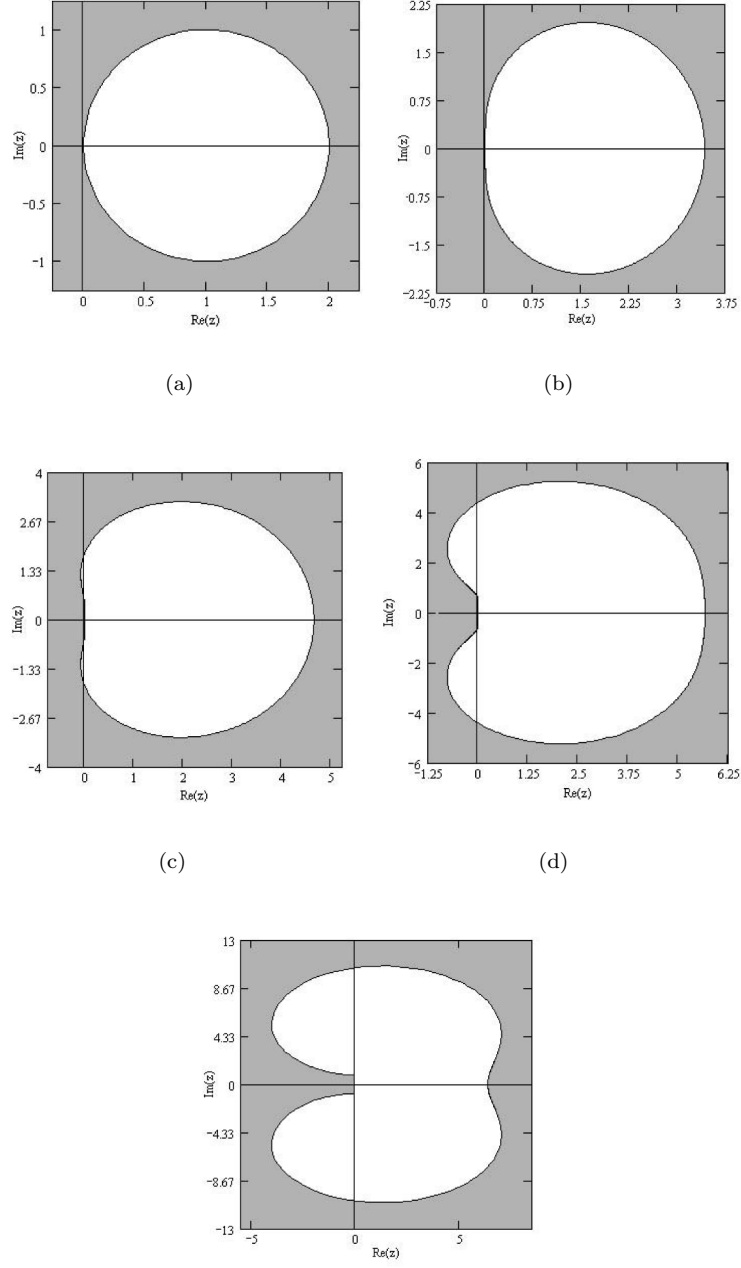 1
0.5
0
−0.5
−1
Im(z)
0 0.5 1 1.5 2
Re(z)
(a)
2.25
1.5
0.75
0
−0.75
−1.5
−2.25
Im(z)
−0.75 0 0.75 1.5 2.25 3 3.75
Re(z)
(b)
4
2.67
1.33
0
−1.33
−2.67
−4
Im(z)
0 1 2 3 4 5
Re(z)
(c)
6
4
2
0
−2
−4
−6
Im(z)
−1.25 0 1.25 2.5 3.75 5 6.25
Re(z)
(d)
13
8.67
4.33
0
−4.33
−8.67
−13
Im(z)
−5 0 5
Re(z)